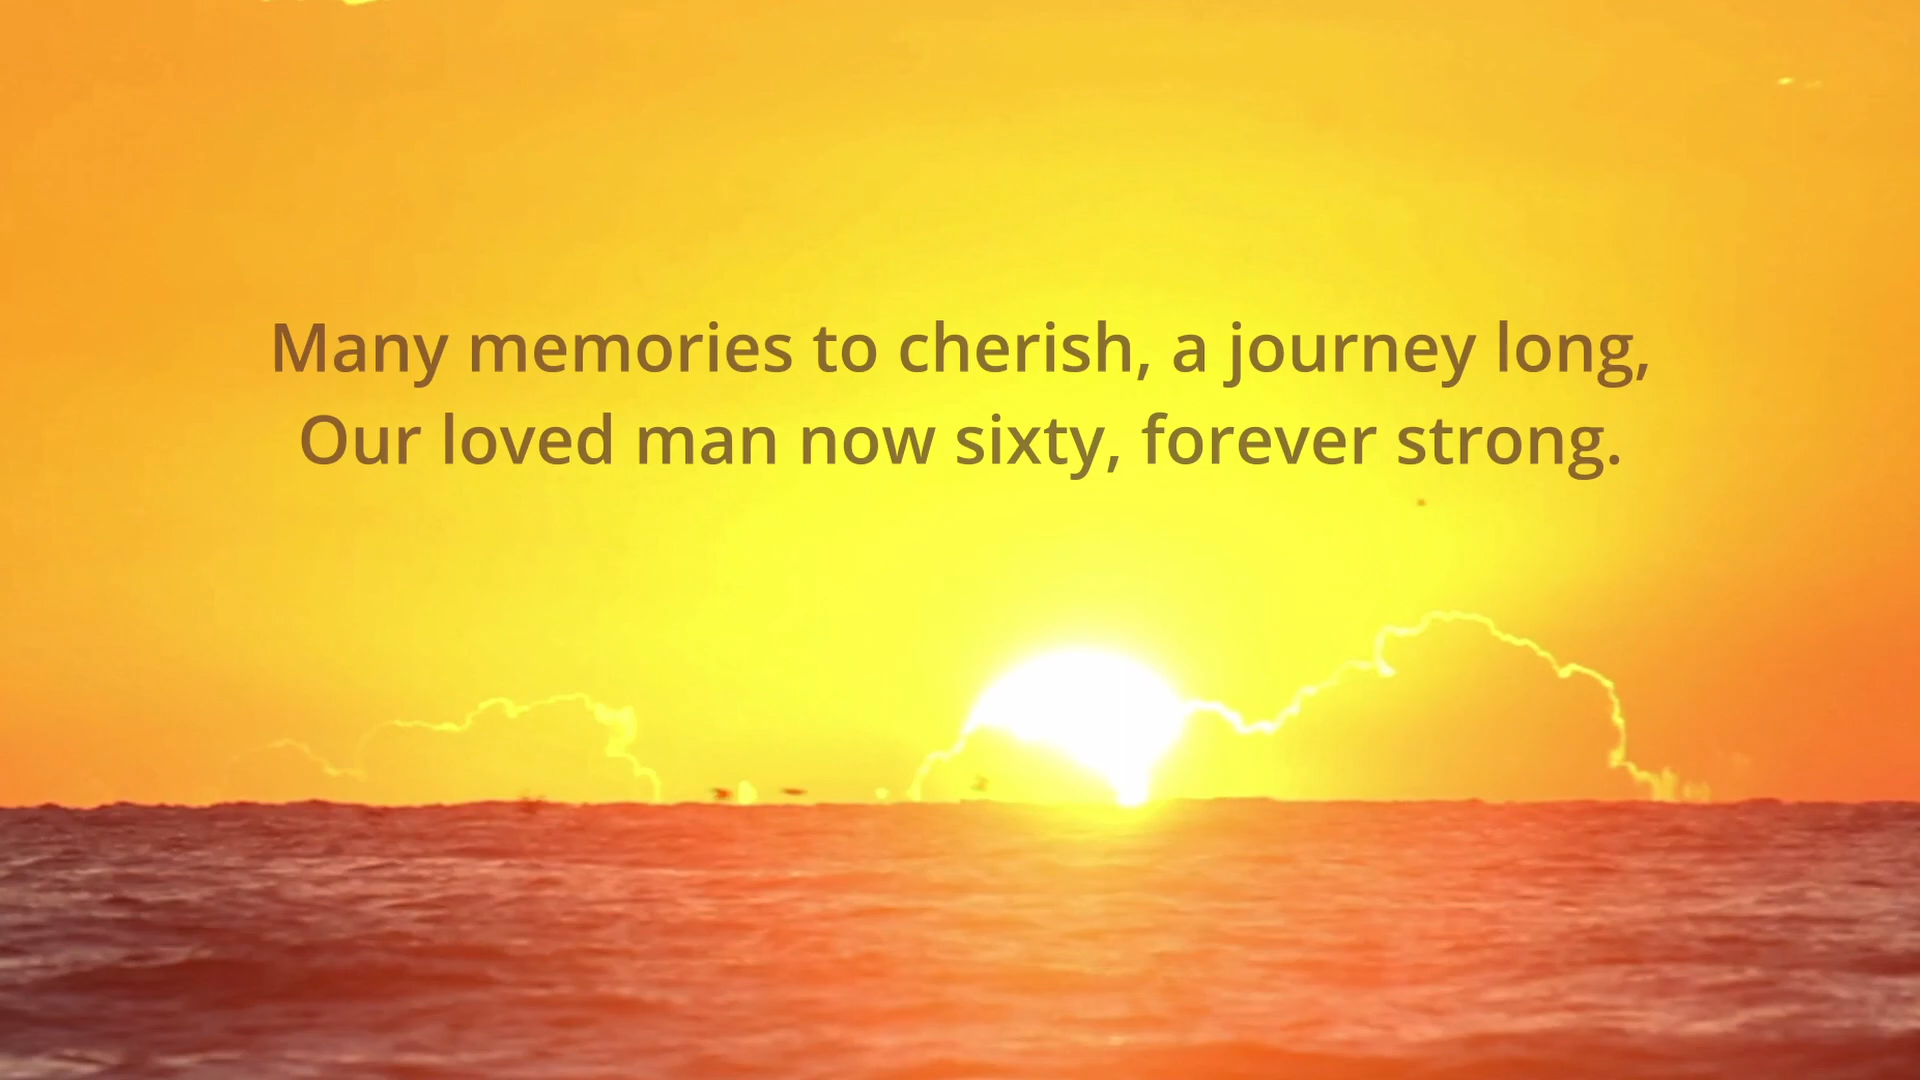 Many memories to cherish, a journey long,
Our loved man now sixty, forever strong.